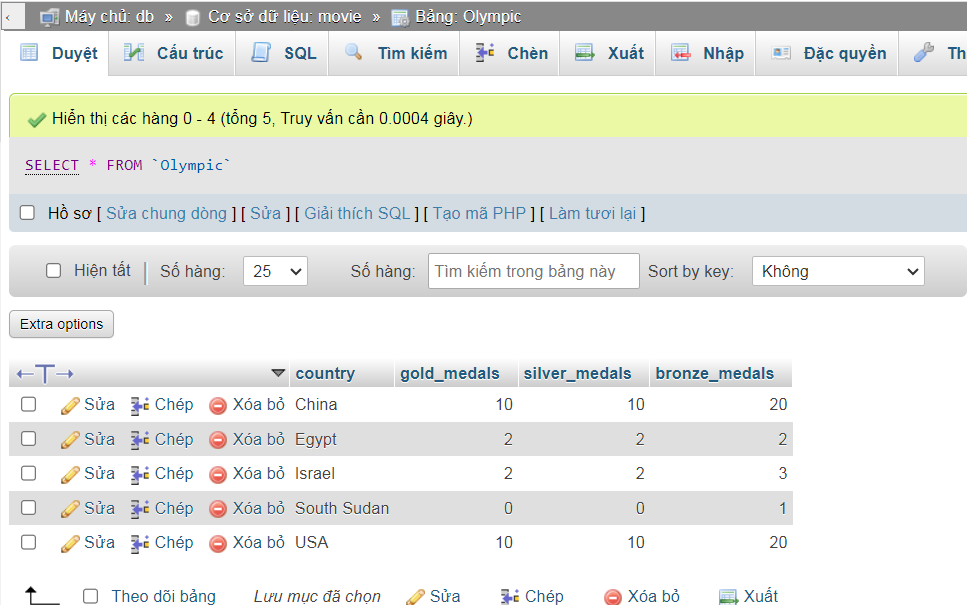 Máy chủ: db » Cơ sở dữ liệu: movie » Bảng: Olympic
Duyệt Cấu trúc SQL Tìm kiếm Chèn Xuất Nhập Đặc quyền Th
Hiển thị các hàng 0 - 4 (tổng 5, Truy vấn cần 0.0004 giây.)
SELECT * FROM `Olympic`
Hồ sơ [ Sửa chung dòng ] [ Sửa ] [ Giải thích SQL ] [ Tạo mã PHP ] [ Làm tươi lại ]
Hiện tất Số hàng: 25 Số hàng: Tìm kiếm trong bảng này Sort by key: Không
Extra options
←T→ country gold_medals silver_medals bronze_medals
Sửa Chép Xóa bỏ China 10 10 20
Sửa Chép Xóa bỏ Egypt 2 2 2
Sửa Chép Xóa bỏ Israel 2 2 3
Sửa Chép Xóa bỏ South Sudan 0 0 1
Sửa Chép Xóa bỏ USA 10 10 20
Theo dõi bảng Lưu mục đã chọn Sửa Chép Xóa bỏ Xuất